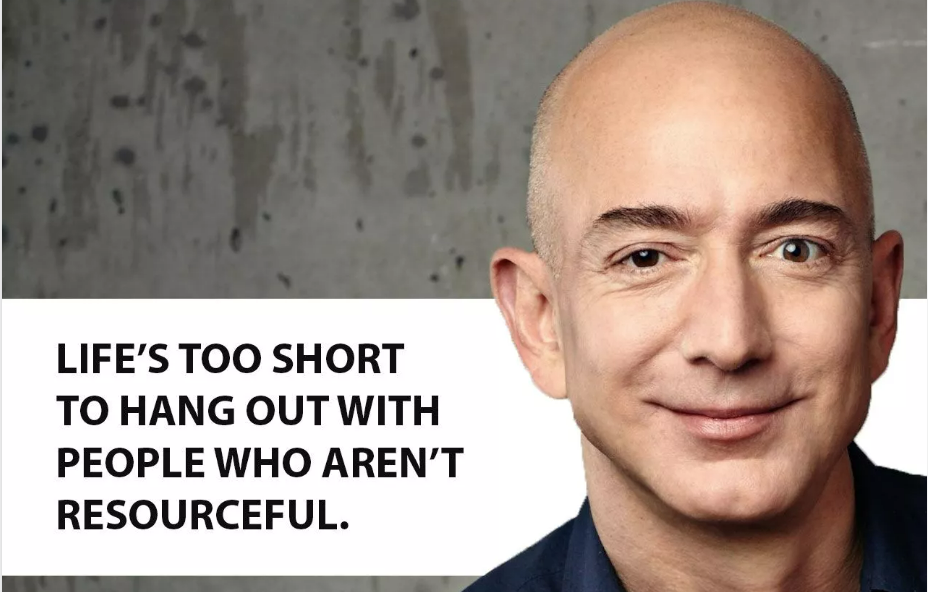 LIFE’S TOO SHORT
TO HANG OUT WITH
PEOPLE WHO AREN’T
RESOURCEFUL.